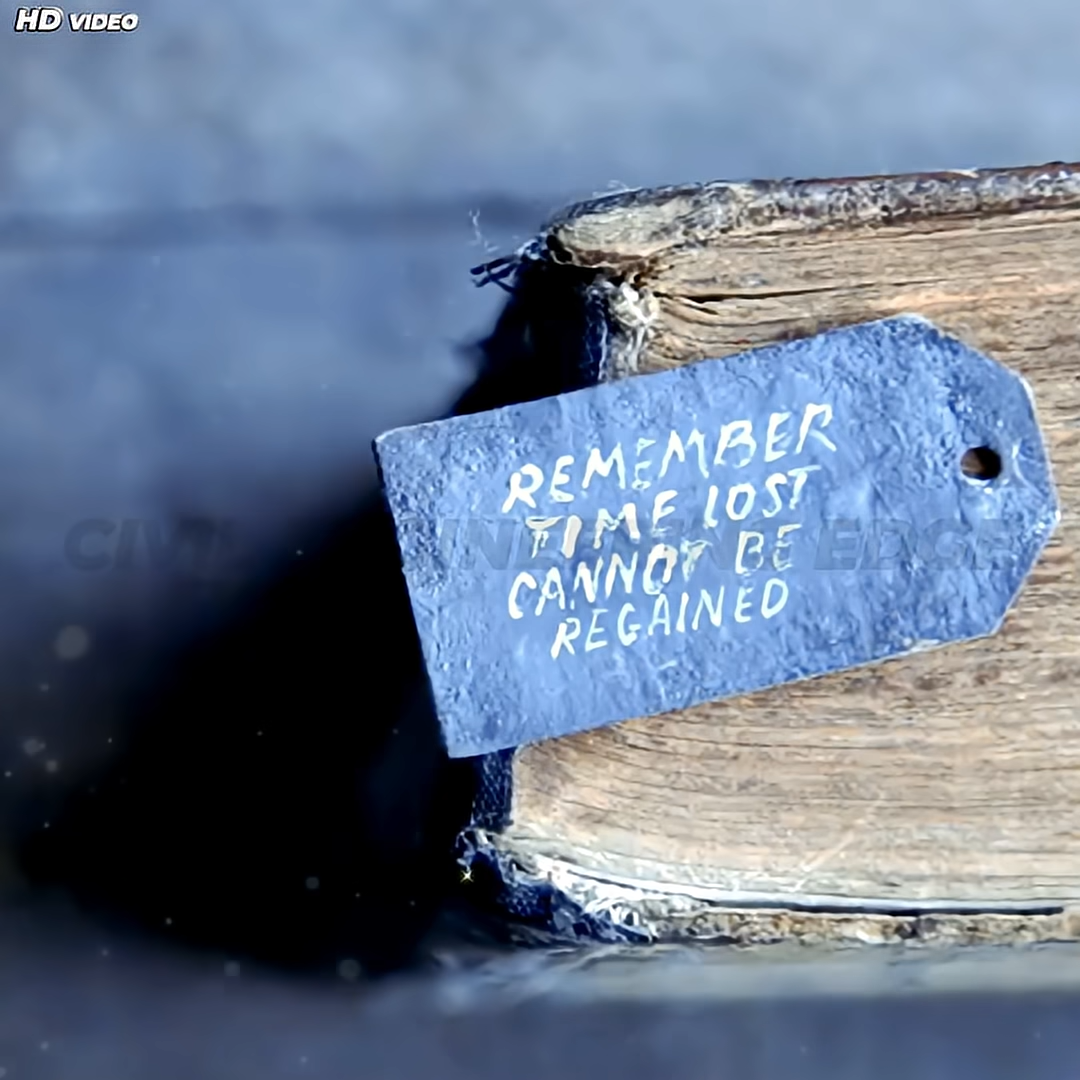 HD VIDEO
REMEMBER
TIME LOST
CANNOT BE
REGAINED